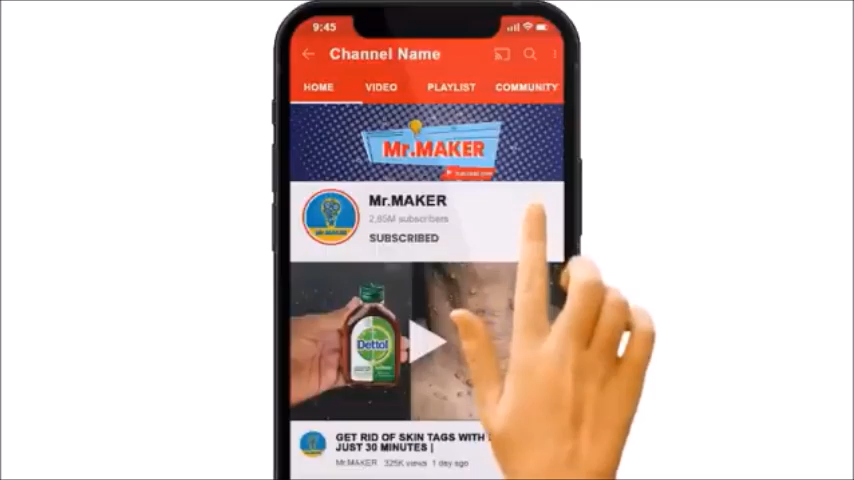 9:45
Channel Name
HOME VIDEO PLAYLIST COMMUNITY
Mr.MAKER
Mr.MAKER
2,65M subscribers
SUBSCRIBED
Dettol
GET RID OF SKIN TAGS WITH
JUST 30 MINUTES |
Mr.MAKER 325K views 1 day ago